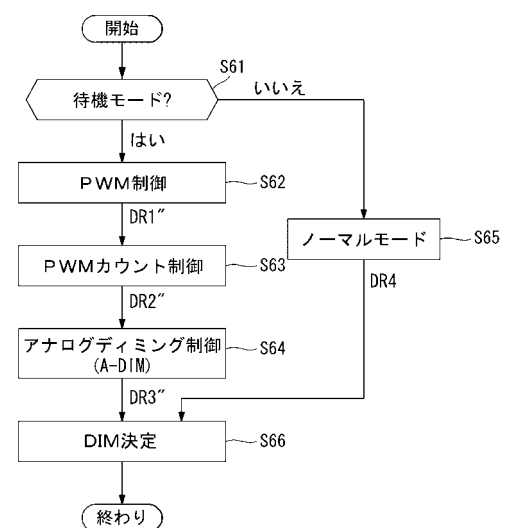 開始
S61
待機モード?
いいえ
はい
PWM制御
S62
DR1″
ノーマルモード
S65
PWMカウント制御
S63
DR4
DR2″
アナログディミング制御
(A-DIM)
S64
DR3″
DIM決定
S66
終わり